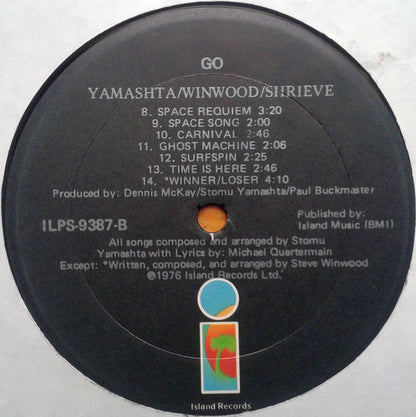 GO
YAMASHTA/WINWOOD/SHRIEVE
8. SPACE REQUIEM 3:20
9. SPACE SONG 2:00
10. CARNIVAL 2:46
11. GHOST MACHINE 2:06
12. SURFSPIN 2:25
13. TIME IS HERE 2:46
14. *WINNER/LOSER 4:10
Produced by: Dennis McKay/Stomu Yamashta/Paul Buckmaster
ILPS-9387-B
Published by:
Island Music (BMI)
All songs composed and arranged by Stomu
Yamashta with Lyrics by: Michael Quartermain
Except: *Written, composed, and arranged by Steve Winwood
℗1976 Island Records Ltd.
Island Records